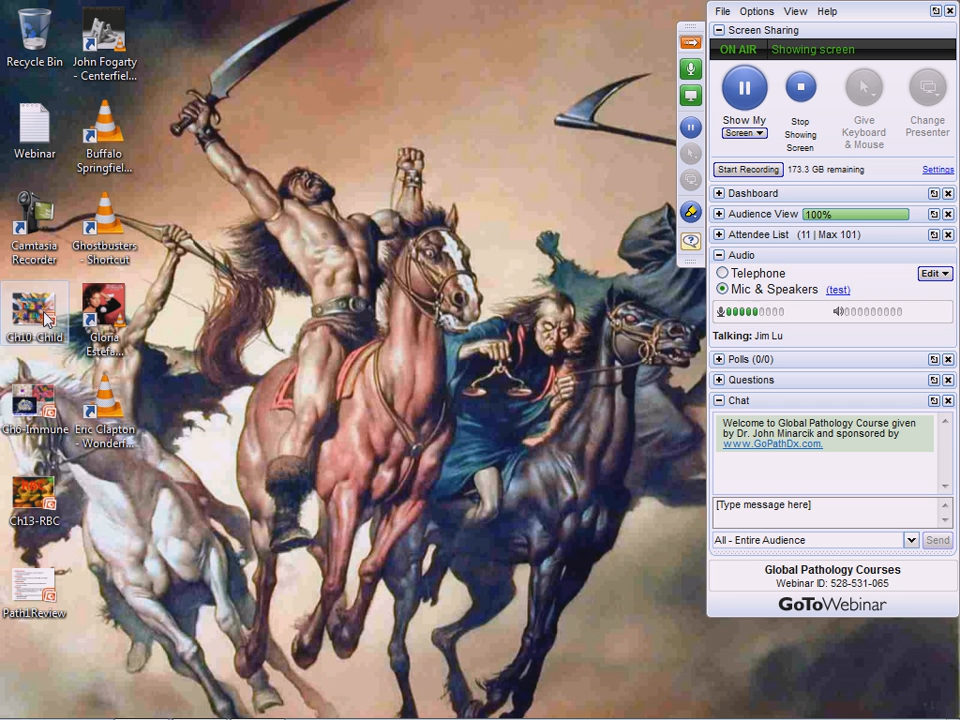 Recycle Bin
John Fogarty
- Centerfiel...
Webinar
Buffalo
Springfiel...
Camtasia
Recorder
Ghostbusters
- Shortcut
Ch10-Child
Gloria
Estefa...
Ch6-Immune
Eric Clapton
- Wonderf...
Ch13-RBC
Path1Review
File Options View Help
Screen Sharing
ON AIR Showing screen
Show My
Screen
Stop
Showing
Screen
Give
Keyboard
& Mouse
Change
Presenter
Start Recording 173.3 GB remaining Settings
Dashboard
Audience View 100%
Attendee List (11 | Max 101)
Audio
Telephone Edit
Mic & Speakers (test)
Talking: Jim Lu
Polls (0/0)
Questions
Chat
Welcome to Global Pathology Course given
by Dr. John Minarcik and sponsored by
www.GoPathDx.com.
[Type message here]
All - Entire Audience Send
Global Pathology Courses
Webinar ID: 528-531-065
GoToWebinar